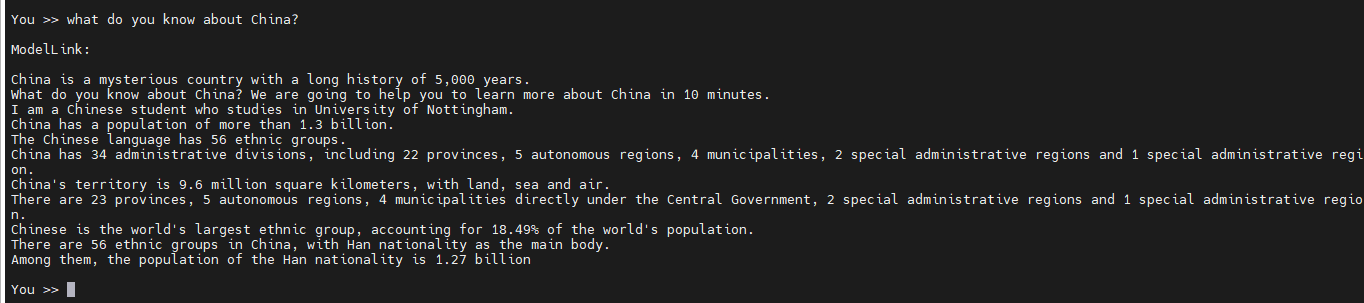 You >> what do you know about China?
ModelLink:
China is a mysterious country with a long history of 5,000 years.
What do you know about China? We are going to help you to learn more about China in 10 minutes.
I am a Chinese student who studies in University of Nottingham.
China has a population of more than 1.3 billion.
The Chinese language has 56 ethnic groups.
China has 34 administrative divisions, including 22 provinces, 5 autonomous regions, 4 municipalities, 2 special administrative regions and 1 special administrative regi
on.
China's territory is 9.6 million square kilometers, with land, sea and air.
There are 23 provinces, 5 autonomous regions, 4 municipalities directly under the Central Government, 2 special administrative regions and 1 special administrative regio
n.
Chinese is the world's largest ethnic group, accounting for 18.49% of the world's population.
There are 56 ethnic groups in China, with Han nationality as the main body.
Among them, the population of the Han nationality is 1.27 billion
You >>